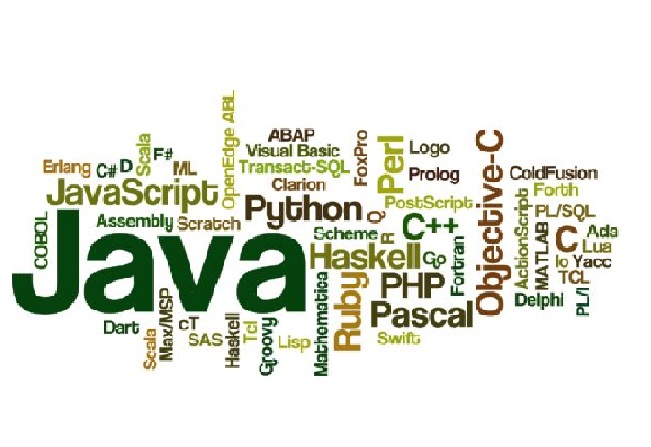 OpenEdge ABL
ABAP
Visual Basic
Scala
F#
FoxPro
Perl
Logo
Objective-C
Erlang
C#
D
ML
Transact-SQL
Prolog
ColdFusion
JavaScript
Clarion
Forth
COBOL
Assembly
Scratch
Python
Q
PostScript
ActionScript
PL/SQL
Java
Scheme
R
C++
MATLAB
C
Ada
Lua
Haskell
Go
Fortran
Io
Yacc
TCL
Mathematica
Ruby
PHP
Delphi
PL/I
Pascal
Dart
Scala
Max/MSP
cT
SAS
Haskell
Tcl
Groovy
Lisp
Swift